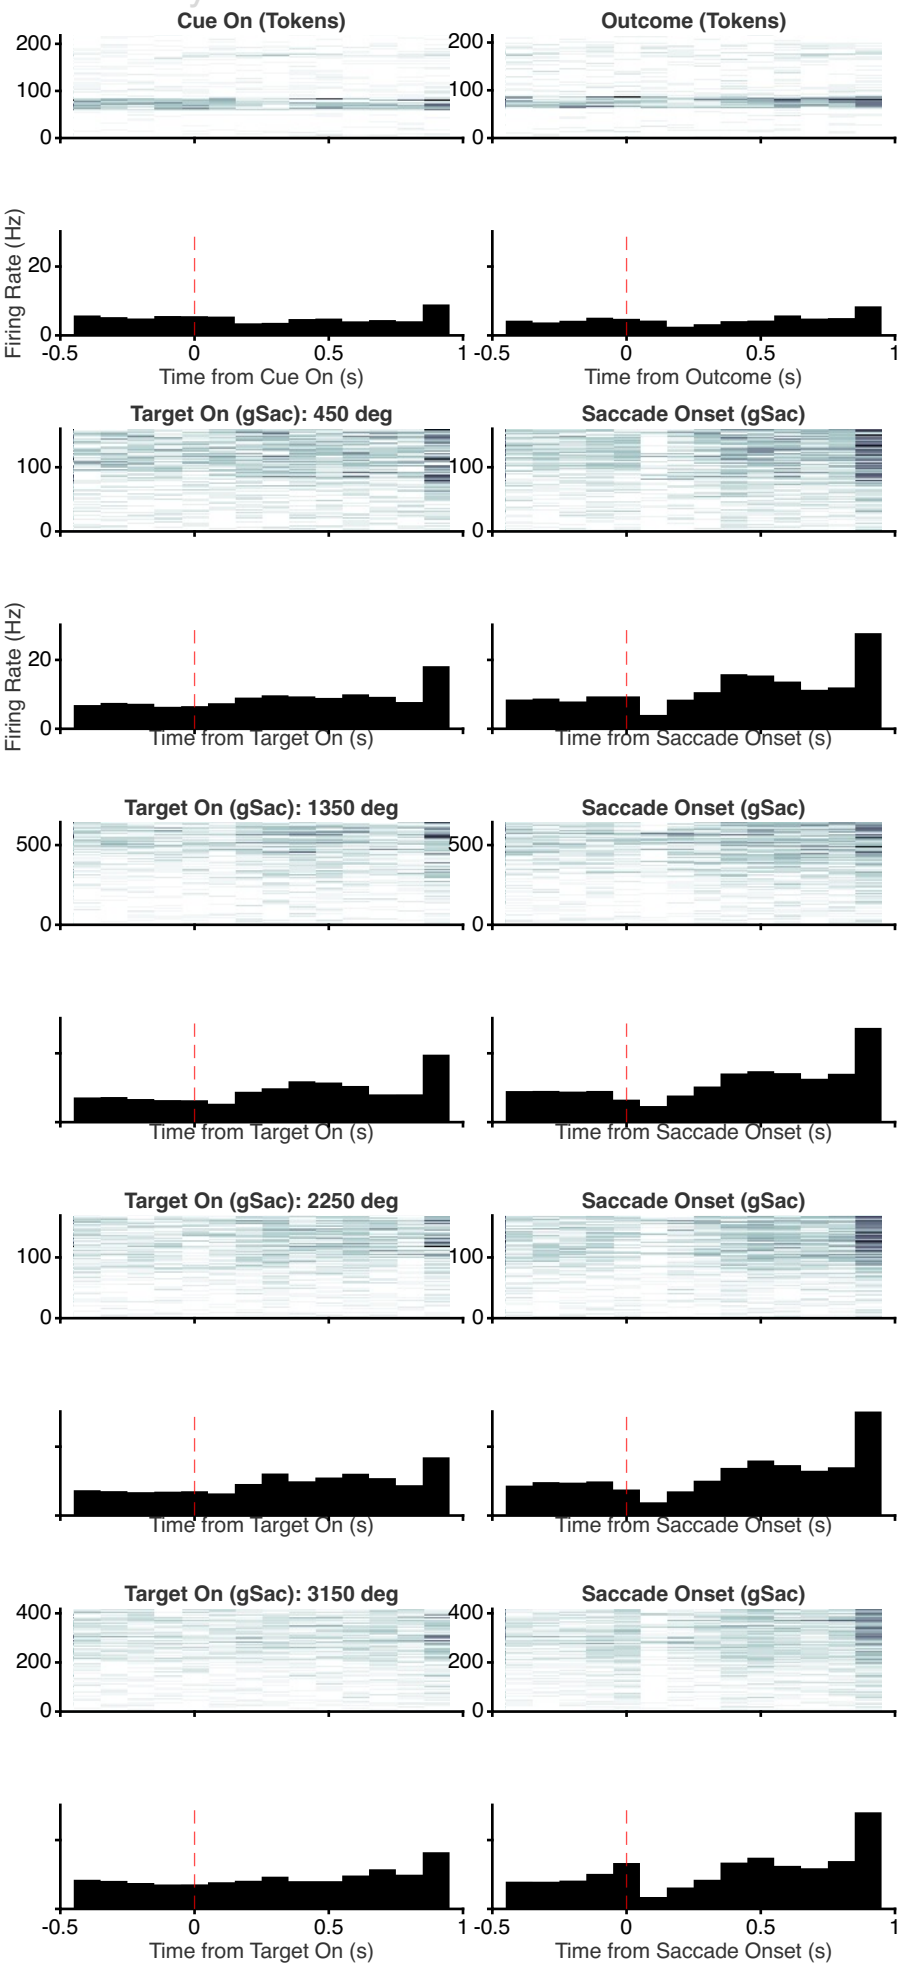 Cue On (Tokens) Outcome (Tokens)
200 200
100 100
0 0
Firing Rate (Hz)
20
0
-0.5 0 0.5 1 -0.5 0 0.5 1
Time from Cue On (s) Time from Outcome (s)
Target On (gSac): 450 deg Saccade Onset (gSac)
100 100
0 0
Firing Rate (Hz)
20
0
Time from Target On (s) Time from Saccade Onset (s)
Target On (gSac): 1350 deg Saccade Onset (gSac)
500 500
0 0
Time from Target On (s) Time from Saccade Onset (s)
Target On (gSac): 2250 deg Saccade Onset (gSac)
100 100
0 0
Time from Target On (s) Time from Saccade Onset (s)
Target On (gSac): 3150 deg Saccade Onset (gSac)
400 400
200 200
0 0
-0.5 0 0.5 1 -0.5 0 0.5 1
Time from Target On (s) Time from Saccade Onset (s)